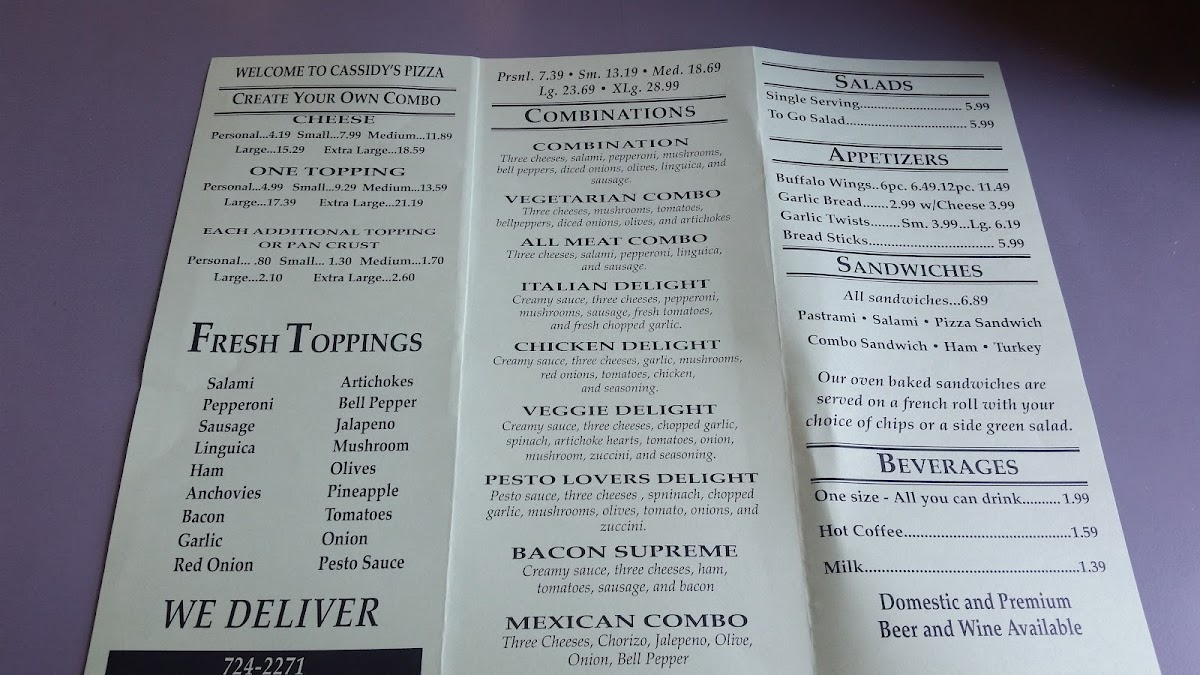 WELCOME TO CASSIDY'S PIZZA
CREATE YOUR OWN COMBO
CHEESE
Personal...4.19 Small...7.99 Medium...11.89
Large...15.29 Extra Large...18.59
ONE TOPPING
Personal...4.99 Small...9.29 Medium...13.59
Large...17.39 Extra Large...21.19
EACH ADDITIONAL TOPPING
OR PAN CRUST
Personal... .80 Small... 1.30 Medium...1.70
Large...2.10 Extra Large...2.60
FRESH TOPPINGS
Salami
Pepperoni
Sausage
Linguica
Ham
Anchovies
Bacon
Garlic
Red Onion
Artichokes
Bell Pepper
Jalapeno
Mushroom
Olives
Pineapple
Tomatoes
Onion
Pesto Sauce
WE DELIVER
724-2271
Prsnl. 7.39 • Sm. 13.19 • Med. 18.69
Lg. 23.69 • XLg. 28.99
COMBINATIONS
COMBINATION
Three cheeses, salami, pepperoni, mushrooms,
bell peppers, diced onions, olives, linguica, and
sausage.
VEGETARIAN COMBO
Three cheeses, mushrooms, tomatoes,
bellpeppers, diced onions, olives, and artichokes
ALL MEAT COMBO
Three cheeses, salami, pepperoni, linguica,
and sausage.
ITALIAN DELIGHT
Creamy sauce, three cheeses, pepperoni,
mushrooms, sausage, fresh tomatoes,
and fresh chopped garlic.
CHICKEN DELIGHT
Creamy sauce, three cheeses, garlic, mushrooms,
red onions, tomatoes, chicken,
and seasoning.
VEGGIE DELIGHT
Creamy sauce, three cheeses, chopped garlic,
spinach, artichoke hearts, tomatoes, onion,
mushroom, zuccini, and seasoning.
PESTO LOVERS DELIGHT
Pesto sauce, three cheeses , spninach, chopped
garlic, mushrooms, olives, tomato, onions, and
zuccini.
BACON SUPREME
Creamy sauce, three cheeses, ham,
tomatoes, sausage, and bacon
MEXICAN COMBO
Three Cheeses, Chorizo, Jalepeno, Olive,
Onion, Bell Pepper
SALADS
Single Serving..................... 5.99
To Go Salad......................... 5.99
APPETIZERS
Buffalo Wings..6pc. 6.49.12pc. 11.49
Garlic Bread.......2.99 w/Cheese 3.99
Garlic Twists........Sm. 3.99...Lg. 6.19
Bread Sticks.............................. 5.99
SANDWICHES
All sandwiches...6.89
Pastrami • Salami • Pizza Sandwich
Combo Sandwich • Ham • Turkey
Our oven baked sandwiches are
served on a french roll with your
choice of chips or a side green salad.
BEVERAGES
One size - All you can drink..........1.99
Hot Coffee..........................................1.59
Milk....................................................1.39
Domestic and Premium
Beer and Wine Available